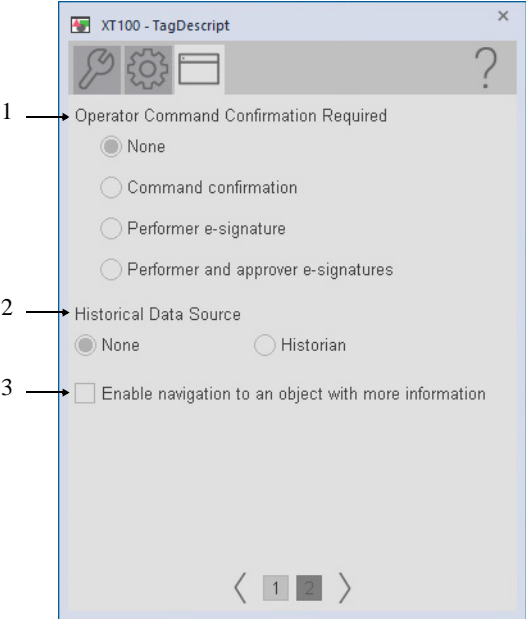 XT100 - TagDescript
×
?
1
Operator Command Confirmation Required
None
Command confirmation
Performer e-signature
Performer and approver e-signatures
2
Historical Data Source
None Historian
3
Enable navigation to an object with more information
1 2